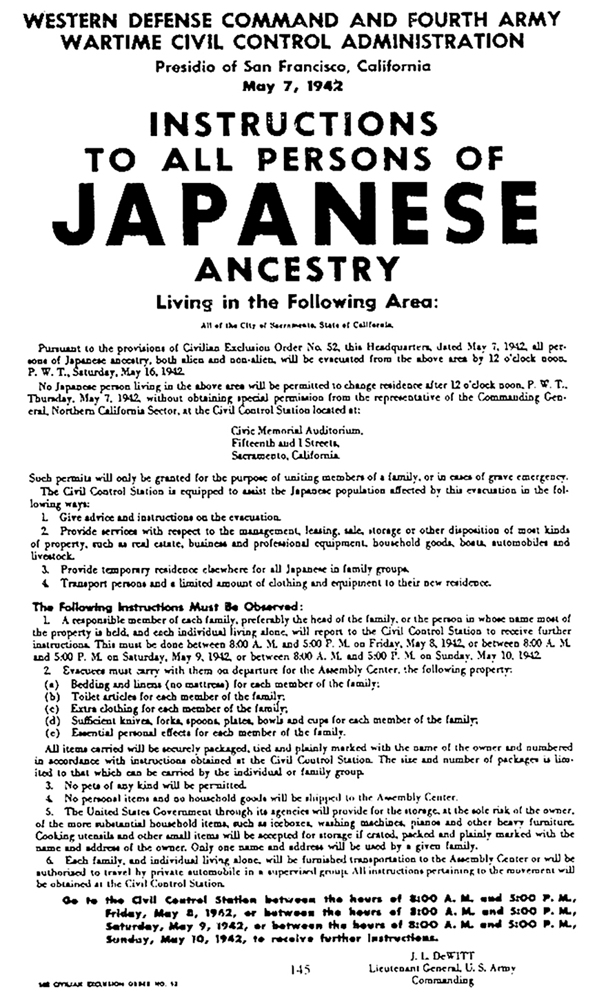 WESTERN DEFENSE COMMAND AND FOURTH ARMY
WARTIME CIVIL CONTROL ADMINISTRATION
Presidio of San Francisco, California
May 7, 1942
INSTRUCTIONS
TO ALL PERSONS OF
JAPANESE
ANCESTRY
Living in the Following Area:
All of the City of Sacramento, State of California.
Pursuant to the provisions of Civilian Exclusion Order No. 52, this Headquarters, dated May 7, 1942, all per-
sons of Japanese ancestry, both alien and non-alien, will be evacuated from the above area by 12 o'clock noon,
P. W. T., Saturday, May 16, 1942.
No Japanese person living in the above area will be permitted to change residence after 12 o'clock noon, P. W. T.,
Thursday, May 7, 1942, without obtaining special permission from the representative of the Commanding Gen-
eral, Northern California Sector, at the Civil Control Station located at:
Civic Memorial Auditorium,
Fifteenth and I Streets,
Sacramento, California.
Such permits will only be granted for the purpose of uniting members of a family, or in cases of grave emergency.
The Civil Control Station is equipped to assist the Japanese population affected by this evacuation in the fol-
lowing ways:
1. Give advice and instructions on the evacuation.
2. Provide services with respect to the management, leasing, sale, storage or other disposition of most kinds
of property, such as real estate, business and professional equipment, household goods, boats, automobiles and
livestock.
3. Provide temporary residence elsewhere for all Japanese in family groups.
4. Transport persons and a limited amount of clothing and equipment to their new residence.
The Following Instructions Must Be Observed:
1. A responsible member of each family, preferably the head of the family, or the person in whose name most of
the property is held, and each individual living alone, will report to the Civil Control Station to receive further
instructions. This must be done between 8:00 A. M. and 5:00 P. M. on Friday, May 8, 1942, or between 8:00 A. M.
and 5:00 P. M. on Saturday, May 9, 1942, or between 8:00 A. M. and 5:00 P. M. on Sunday, May 10, 1942.
2. Evacuees must carry with them on departure for the Assembly Center, the following property:
(a) Bedding and linens (no mattress) for each member of the family;
(b) Toilet articles for each member of the family;
(c) Extra clothing for each member of the family;
(d) Sufficient knives, forks, spoons, plates, bowls and cups for each member of the family;
(e) Essential personal effects for each member of the family.
All items carried will be securely packaged, tied and plainly marked with the name of the owner and numbered
in accordance with instructions obtained at the Civil Control Station. The size and number of packages is lim-
ited to that which can be carried by the individual or family group.
3. No pets of any kind will be permitted.
4. No personal items and no household goods will be shipped to the Assembly Center.
5. The United States Government through its agencies will provide for the storage, at the sole risk of the owner,
of the more substantial household items, such as iceboxes, washing machines, pianos and other heavy furniture.
Cooking utensils and other small items will be accepted for storage if crated, packed and plainly marked with the
name and address of the owner. Only one name and address will be used by a given family.
6. Each family, and individual living alone, will be furnished transportation to the Assembly Center or will be
authorized to travel by private automobile in a supervised group. All instructions pertaining to the movement will
be obtained at the Civil Control Station.
Go to the Civil Control Station between the hours of 8:00 A. M. and 5:00 P. M.,
Friday, May 8, 1942, or between the hours of 8:00 A. M. and 5:00 P. M.,
Saturday, May 9, 1942, or between the hours of 8:00 A. M. and 5:00 P. M.,
Sunday, May 10, 1942, to receive further instructions.
J. L. DeWITT
Lieutenant General, U. S. Army
Commanding
145
SEE CIVILIAN EXCLUSION ORDER NO. 52